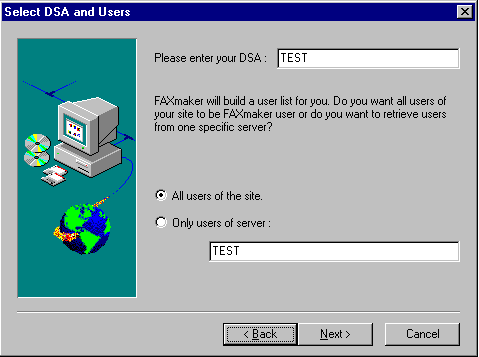 Select DSA and Users
Please enter your DSA : TEST
FAXmaker will build a user list for you. Do you want all users of
your site to be FAXmaker user or do you want to retrieve users
from one specific server?
All users of the site.
Only users of server :
TEST
< Back Next > Cancel